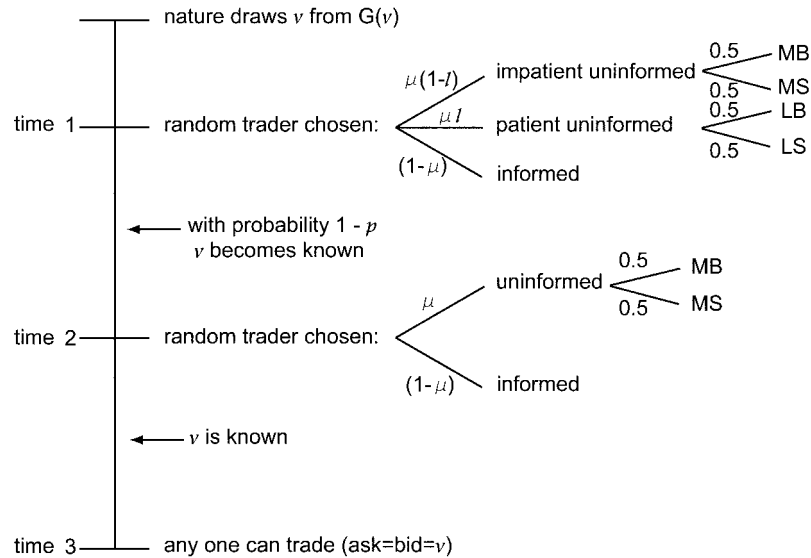 nature draws v from G(v)
0.5 MB
μ(1-l) impatient uninformed
0.5 MS
time 1 random trader chosen: μl patient uninformed 0.5 LB
0.5 LS
(1-μ) informed
with probability 1 - p
v becomes known
0.5 MB
uninformed
μ 0.5 MS
time 2 random trader chosen:
(1-μ) informed
v is known
time 3 any one can trade (ask=bid=v)